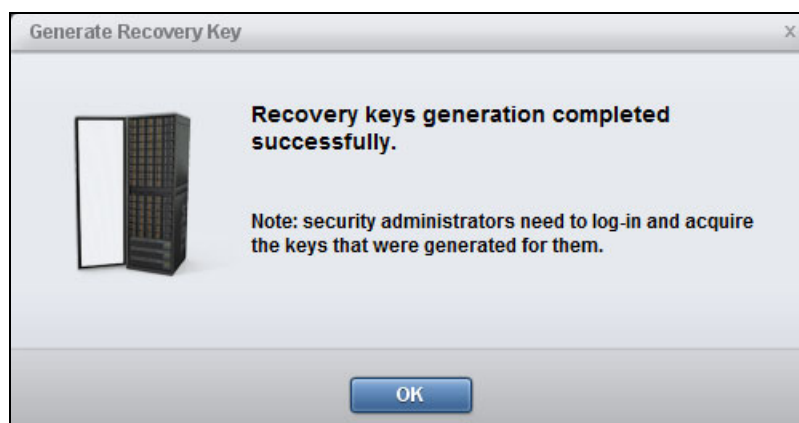 Generate Recovery Key
x
Recovery keys generation completed
successfully.
Note: security administrators need to log-in and acquire
the keys that were generated for them.
OK